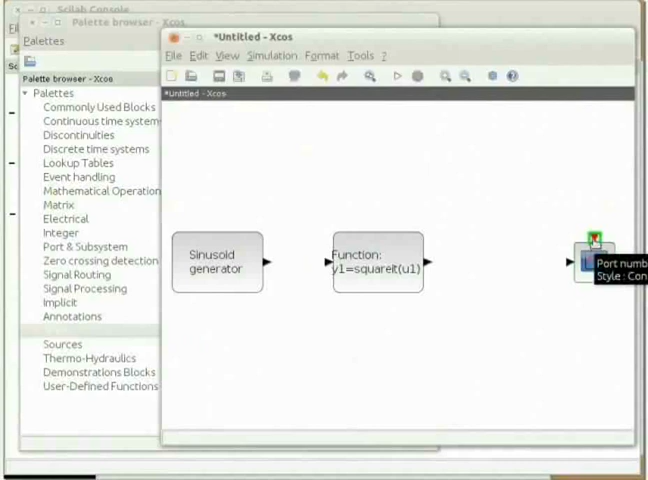 Scilab Console
Palette browser - Xcos
*Untitled - Xcos
Palettes
File Edit View Simulation Format Tools ?
Palette browser - Xcos
*Untitled - Xcos
Palettes
Commonly Used Blocks
Continuous time system
Discontinuities
Discrete time systems
Lookup Tables
Event handling
Mathematical Operation
Matrix
Electrical
Integer
Port & Subsystem
Zero crossing detection
Signal Routing
Signal Processing
Implicit
Annotations
Sources
Thermo-Hydraulics
Demonstrations Blocks
User-Defined Functions
Sinusoid
generator
Function:
y1=squareit(u1)
Port numb
Style : Con